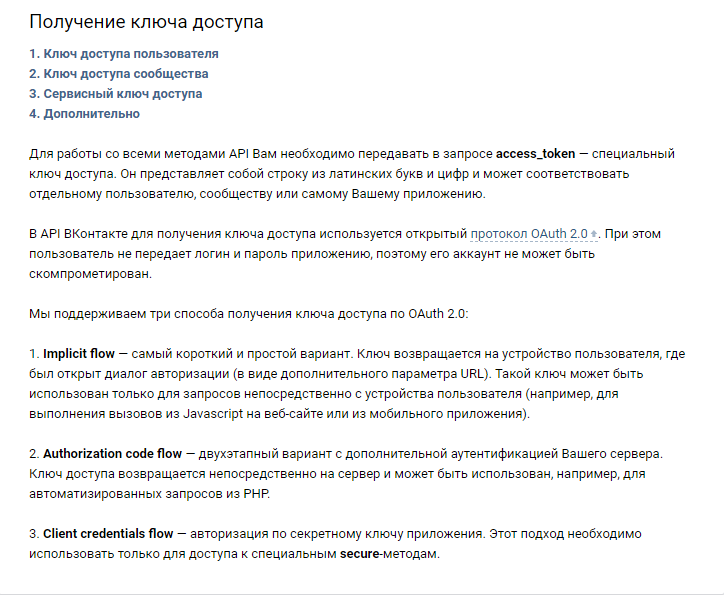 Получение ключа доступа
1. Ключ доступа пользователя
2. Ключ доступа сообщества
3. Сервисный ключ доступа
4. Дополнительно
Для работы со всеми методами API Вам необходимо передавать в запросе access_token — специальный
ключ доступа. Он представляет собой строку из латинских букв и цифр и может соответствовать
отдельному пользователю, сообществу или самому Вашему приложению.
В API ВКонтакте для получения ключа доступа используется открытый протокол OAuth 2.0. При этом
пользователь не передает логин и пароль приложению, поэтому его аккаунт не может быть
скомпрометирован.
Мы поддерживаем три способа получения ключа доступа по OAuth 2.0:
1. Implicit flow — самый короткий и простой вариант. Ключ возвращается на устройство пользователя, где
был открыт диалог авторизации (в виде дополнительного параметра URL). Такой ключ может быть
использован только для запросов непосредственно с устройства пользователя (например, для
выполнения вызовов из Javascript на веб-сайте или из мобильного приложения).
2. Authorization code flow — двухэтапный вариант с дополнительной аутентификацией Вашего сервера.
Ключ доступа возвращается непосредственно на сервер и может быть использован, например, для
автоматизированных запросов из PHP.
3. Client credentials flow — авторизация по секретному ключу приложения. Этот подход необходимо
использовать только для доступа к специальным secure-методам.